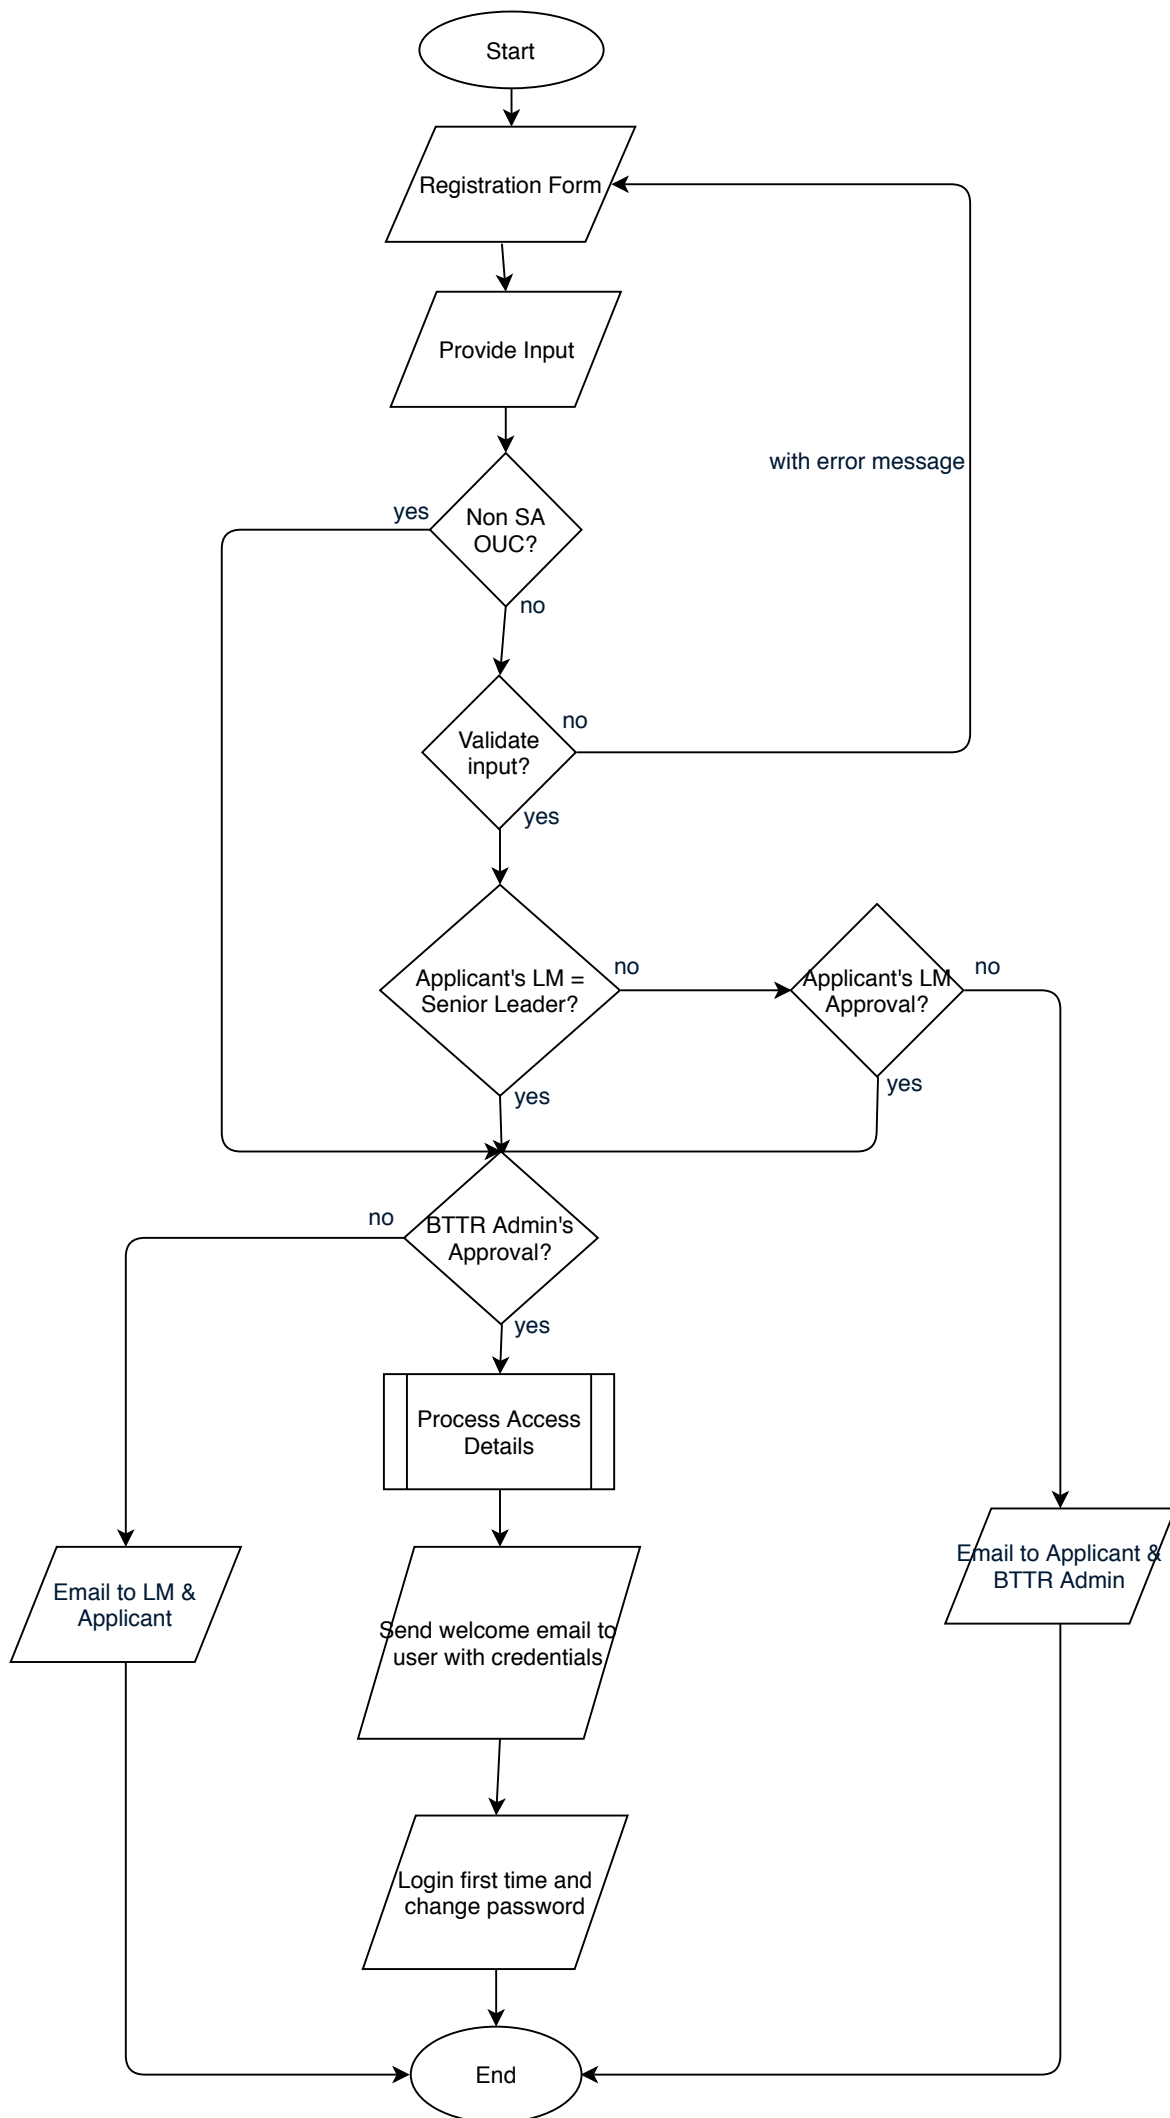 Start
Registration Form
Provide Input
with error message
yes
Non SA
OUC?
no
no
Validate
input?
yes
Applicant's LM =
Senior Leader?
no
Applicant's LM
Approval?
no
yes
yes
no
BTTR Admin's
Approval?
yes
Process Access
Details
Email to Applicant &
BTTR Admin
Email to LM &
Applicant
Send welcome email to
user with credentials
Login first time and
change password
End